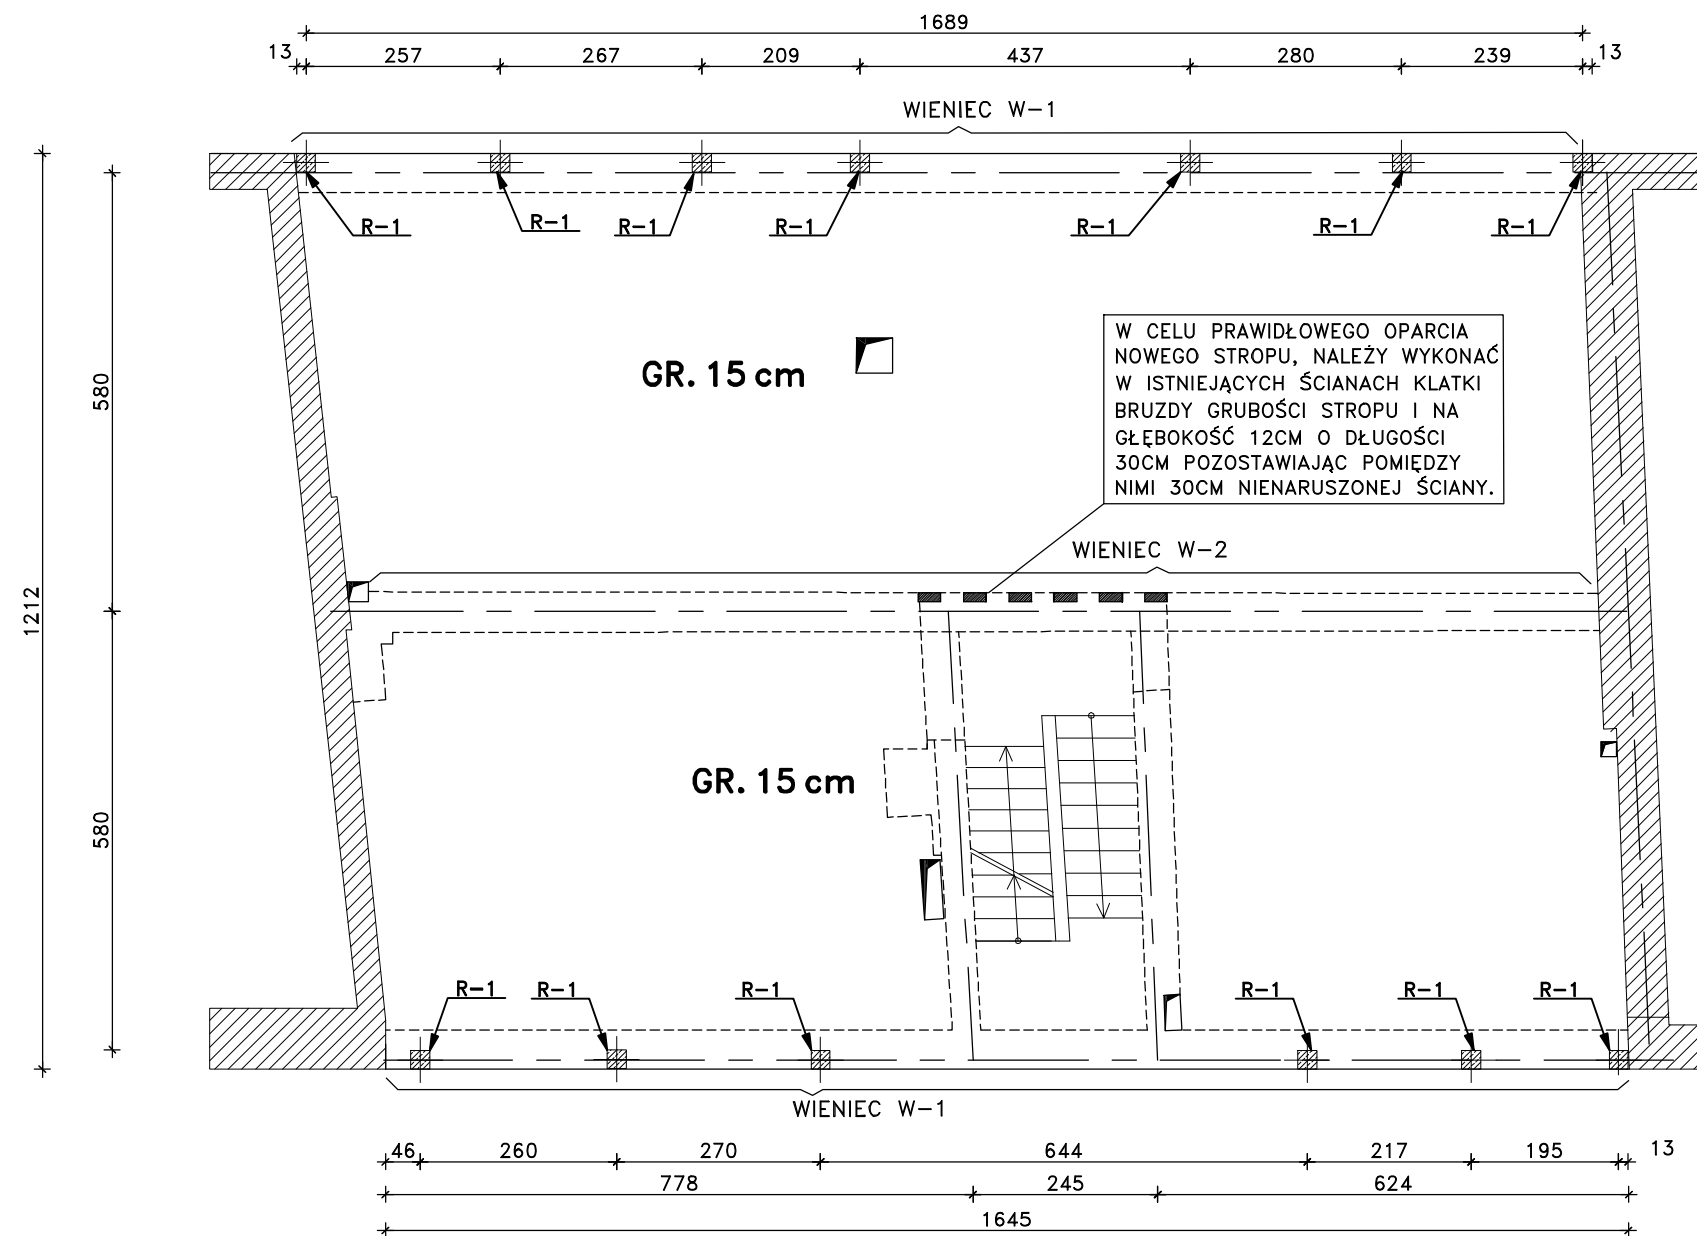 1689
13 257 267 209 437 280 239 13
WIENIEC W-1
R-1 R-1 R-1 R-1 R-1 R-1 R-1
W CELU PRAWIDŁOWEGO OPARCIA
NOWEGO STROPU, NALEŻY WYKONAĆ
W ISTNIEJĄCYCH ŚCIANACH KLATKI
BRUZDY GRUBOŚCI STROPU I NA
GŁĘBOKOŚĆ 12CM O DŁUGOŚCI
30CM POZOSTAWIAJĄC POMIĘDZY
NIMI 30CM NIENARUSZONEJ ŚCIANY.
GR. 15 cm
580
WIENIEC W-2
1212
GR. 15 cm
580
R-1 R-1 R-1 R-1 R-1 R-1
WIENIEC W-1
46 260 270 644 217 195 13
778 245 624
1645